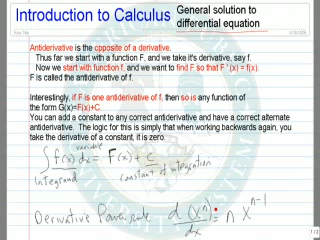 Introduction to Calculus
General solution to
differential equation
Antiderivative is the opposite of a derivative.
Thus far we start with a function F, and we take it's derivative, say f.
Now we start with function f, and we want to find F so that F ' (x) = f(x).
F is called the antiderivative of f.
Interestingly, if F is one antiderivative of f, then so is any function of
the form G(x)=F(x)+C.
You can add a constant to any correct antiderivative and have a correct alternate
antiderivative. The logic for this is simply that when working backwards again, you
take the derivative of a constant, it is zero.
variable
∫ f(x) dx = F(x) + C
Integrand
constant of integration
Derivative Power rule d(x^n)/dx = n x^(n-1)